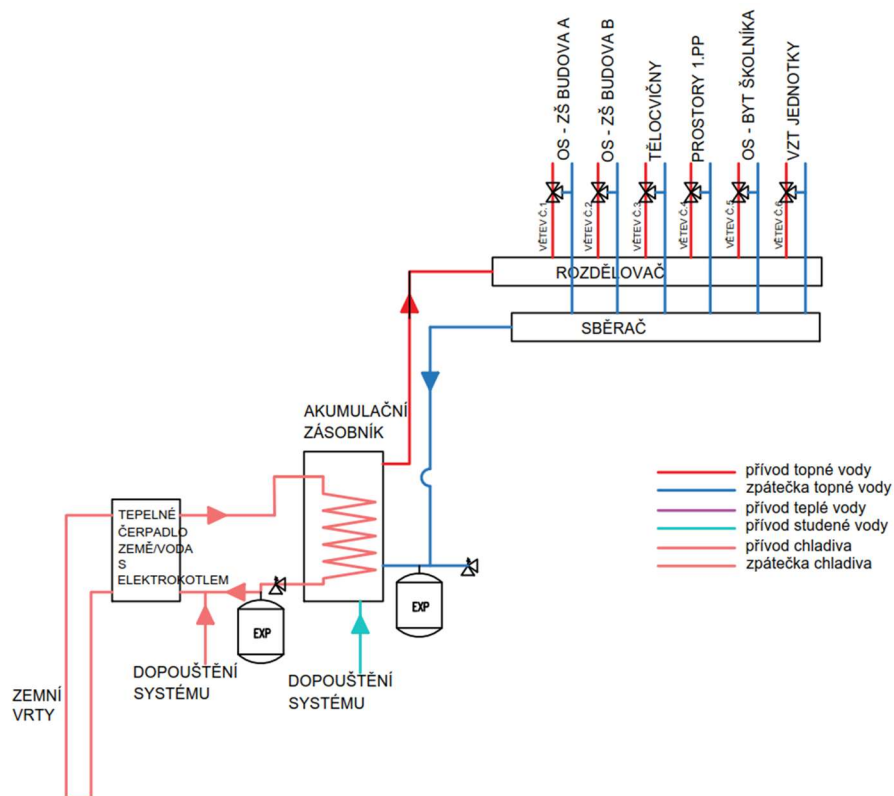 OS - ZŠ BUDOVA A
OS - ZŠ BUDOVA B
TĚLOCVIČNY
PROSTORY 1.PP
OS - BYT ŠKOLNÍKA
VZT JEDNOTKY
VĚTEV Č.1
VĚTEV Č.2
VĚTEV Č.3
VĚTEV Č.4
VĚTEV Č.5
VĚTEV Č.6
ROZDĚLOVAČ
SBĚRAČ
AKUMULAČNÍ
ZÁSOBNÍK
přívod topné vody
zpátečka topné vody
přívod teplé vody
přívod studené vody
přívod chladiva
zpátečka chladiva
TEPELNÉ
ČERPADLO
ZEMĚ/VODA
S
ELEKTROKOTLEM
EXP
EXP
DOPOUŠTĚNÍ
SYSTÉMU
DOPOUŠTĚNÍ
SYSTÉMU
ZEMNÍ
VRTY